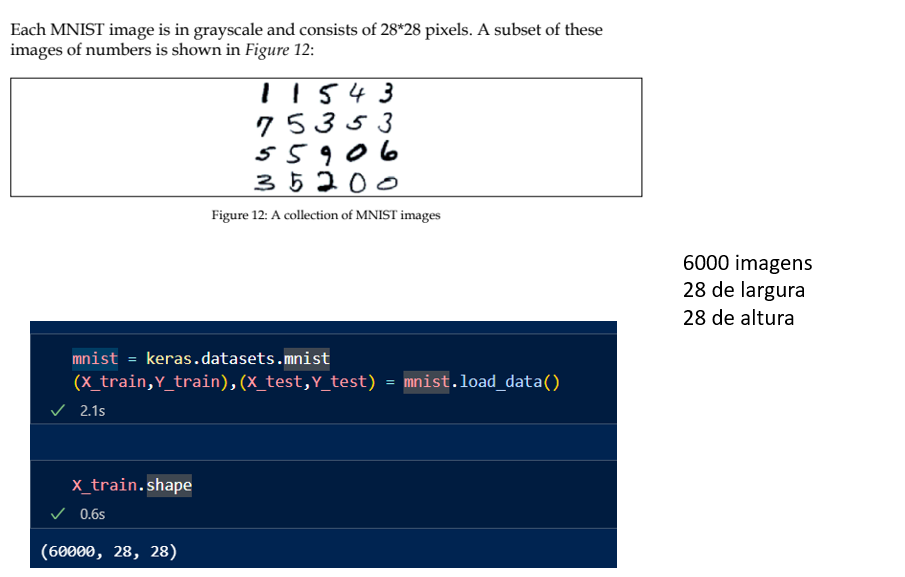 Each MNIST image is in grayscale and consists of 28*28 pixels. A subset of these
images of numbers is shown in Figure 12:
1 1 5 4 3
7 5 3 5 3
5 5 9 0 6
3 5 2 0 0
Figure 12: A collection of MNIST images
6000 imagens
28 de largura
28 de altura
mnist = keras.datasets.mnist
(X_train,Y_train),(X_test,Y_test) = mnist.load_data()
✓ 2.1s
X_train.shape
✓ 0.6s
(60000, 28, 28)